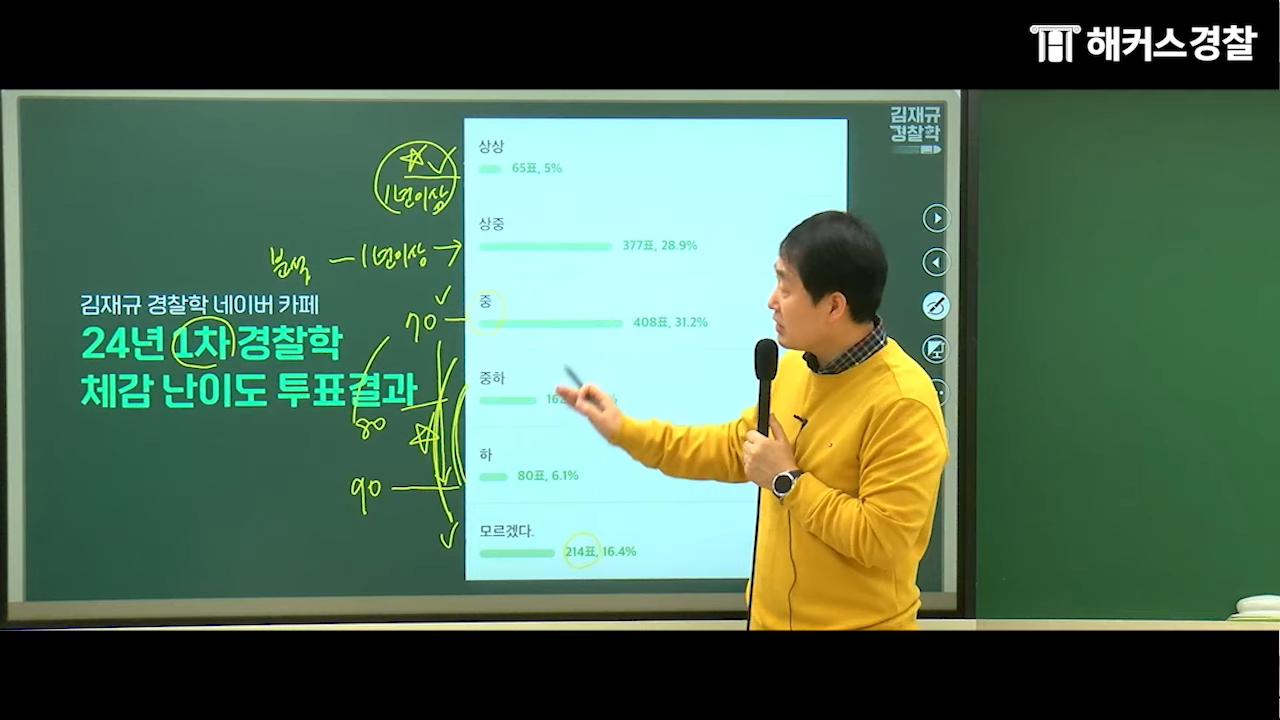 해커스경찰
김재규
경찰학
상상
65표, 5%
1년이상
상중
377표, 28.9%
분석 - 1년이상 →
중
408표, 31.2%
70
김재규 경찰학 네이버 카페
24년 1차 경찰학
체감 난이도 투표결과
중하
80
하
80표, 6.1%
90
모르겠다.
214표, 16.4%